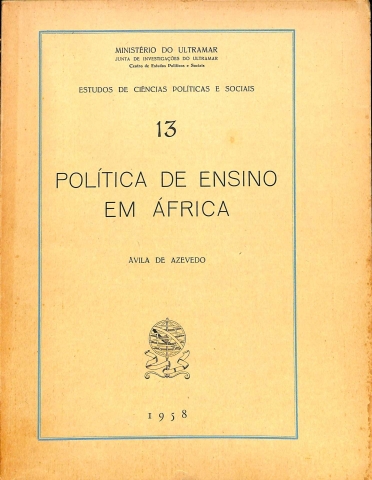 MINISTÉRIO DO ULTRAMAR
JUNTA DE INVESTIGAÇÕES DO ULTRAMAR
Centro de Estudos Políticos e Sociais
ESTUDOS DE CIÊNCIAS POLÍTICAS E SOCIAIS
13
POLÍTICA DE ENSINO
EM ÁFRICA
ÁVILA DE AZEVEDO
1958